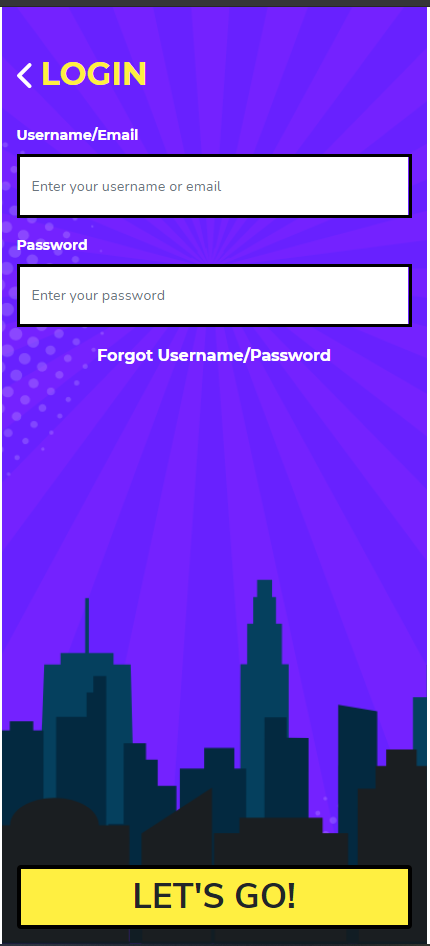 LOGIN
Username/Email
Enter your username or email
Password
Enter your password
Forgot Username/Password
LET'S GO!